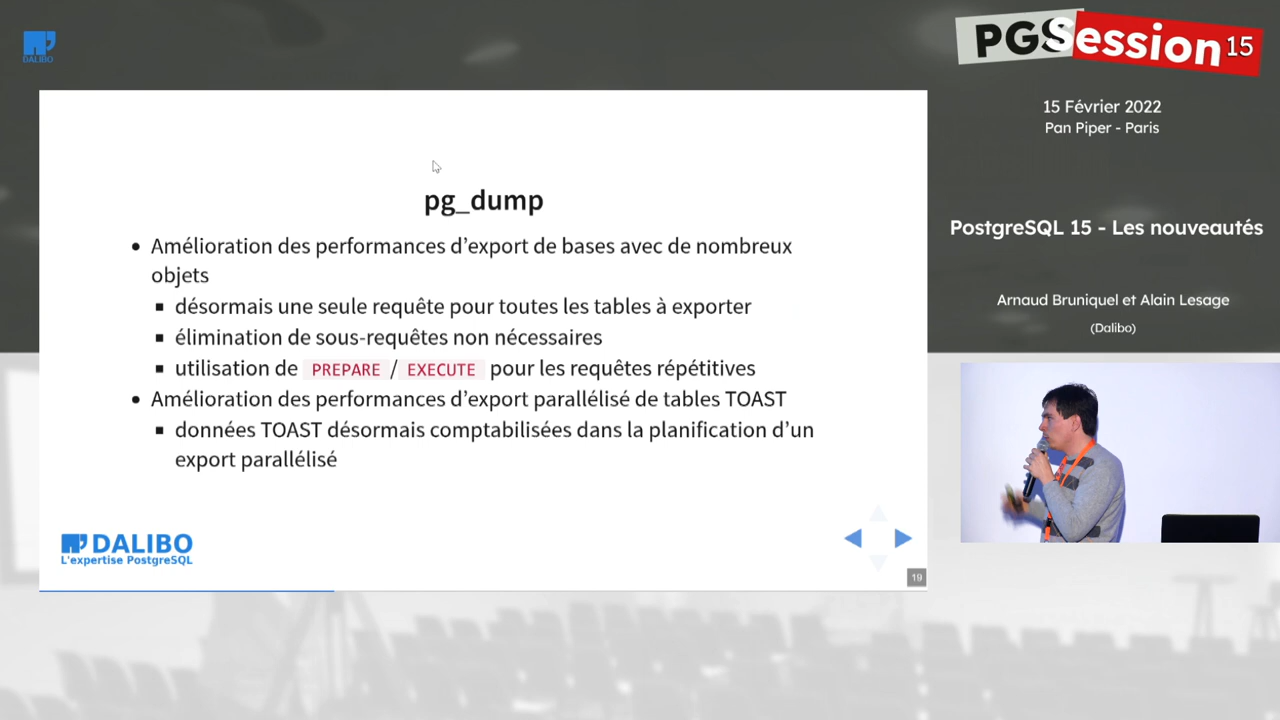 DALIBO
PGSession 15
15 Février 2022
Pan Piper - Paris
PostgreSQL 15 - Les nouveautés
Arnaud Bruniquel et Alain Lesage
(Dalibo)
pg_dump
Amélioration des performances d’export de bases avec de nombreux
objets
désormais une seule requête pour toutes les tables à exporter
élimination de sous-requêtes non nécessaires
utilisation de PREPARE / EXECUTE pour les requêtes répétitives
Amélioration des performances d’export parallélisé de tables TOAST
données TOAST désormais comptabilisées dans la planification d’un
export parallélisé
DALIBO
L'expertise PostgreSQL
19